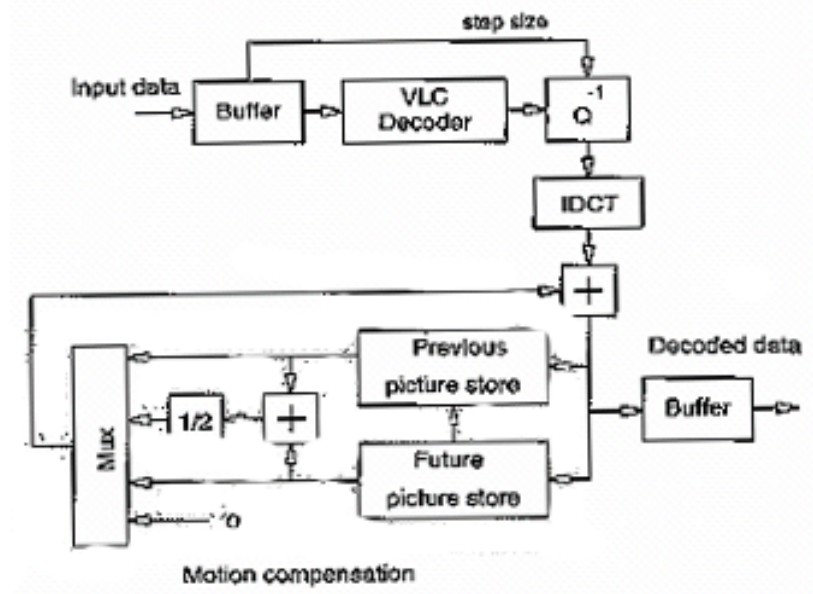 step size
Input data
Buffer
VLC
Decoder
Q
-1
IDCT
+
Previous
picture store
Decoded data
Buffer
Mux
1/2
+
Future
picture store
0
Motion compensation